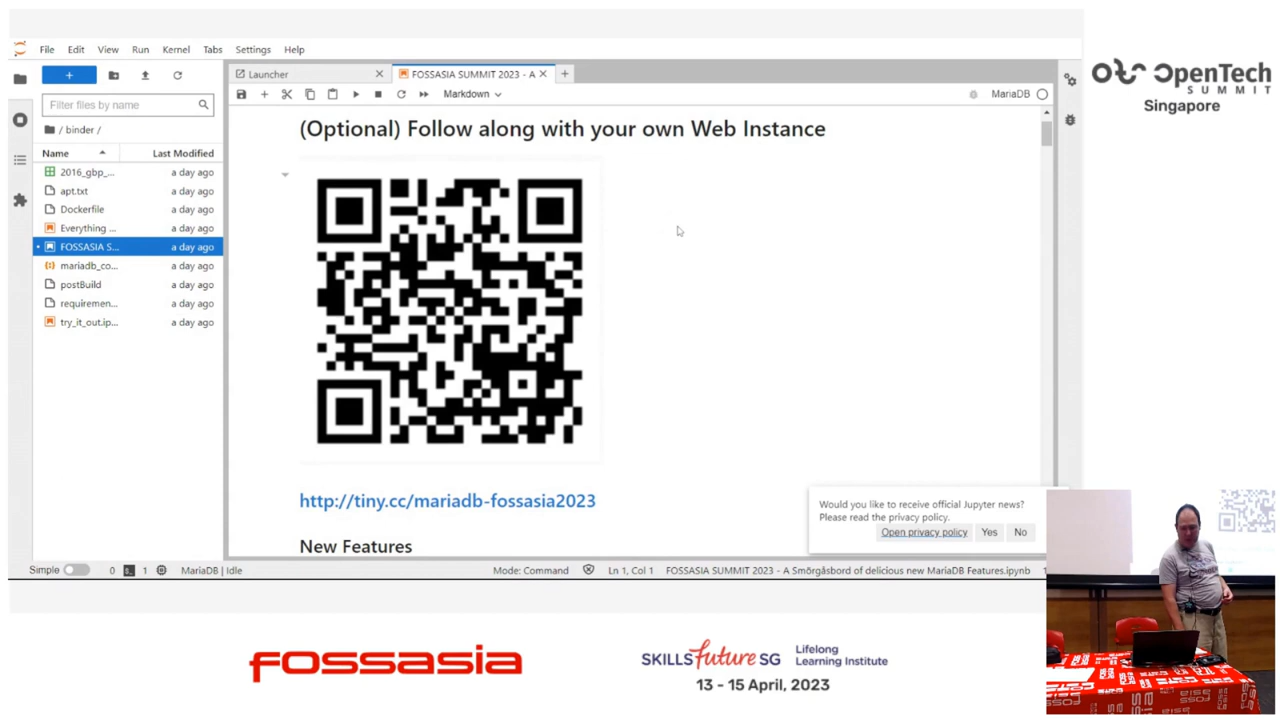 File Edit View Run Kernel Tabs Settings Help
Launcher
FOSSASIA SUMMIT 2023 - A
Markdown
MariaDB
Filter files by name
/ binder /
Name
Last Modified
2016_gbp_... a day ago
apt.txt a day ago
Dockerfile a day ago
Everything ... a day ago
FOSSASIA S... a day ago
mariadb_co... a day ago
postBuild a day ago
requiremen... a day ago
try_it_out.ip... a day ago
(Optional) Follow along with your own Web Instance
http://tiny.cc/mariadb-fossasia2023
New Features
Would you like to receive official Jupyter news?
Please read the privacy policy.
Open privacy policy Yes No
Simple 0 1 MariaDB | Idle
Mode: Command Ln 1, Col 1 FOSSASIA SUMMIT 2023 - A Smörgåsbord of delicious new MariaDB Features.ipynb
OpenTech
SUMMIT
Singapore
FOSSASIA
SKILLSfuture SG
Lifelong
Learning Institute
13 - 15 April, 2023